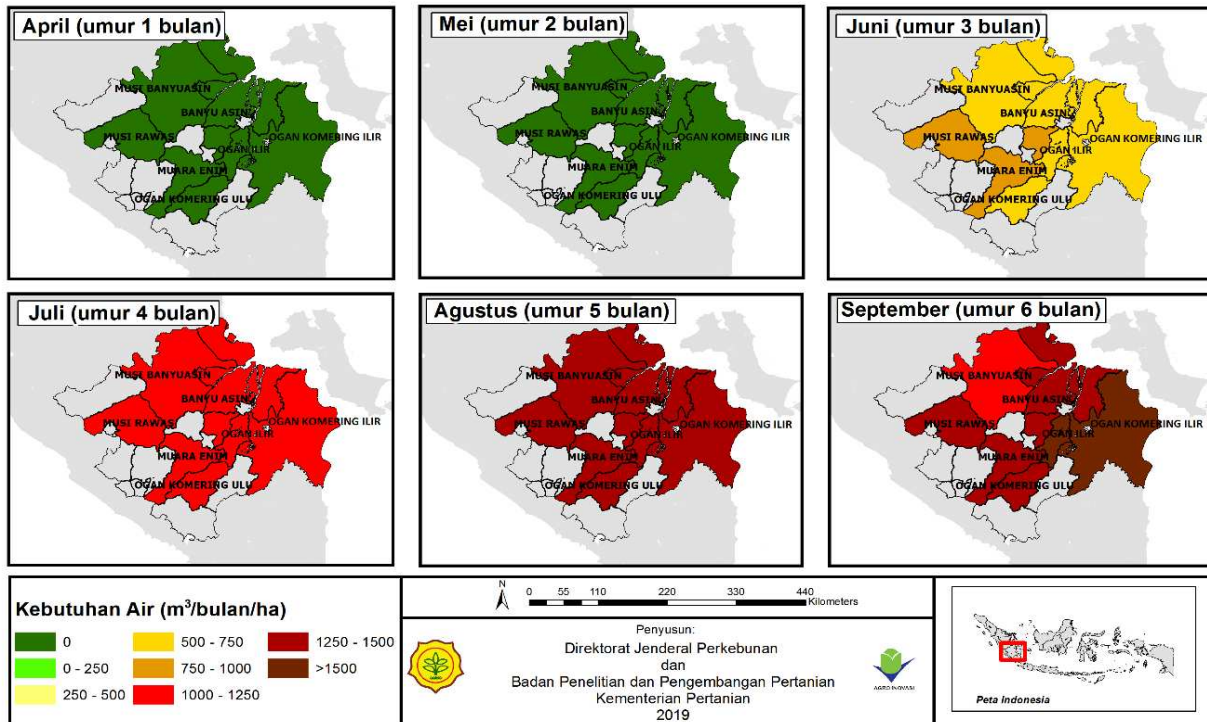 April (umur 1 bulan)
MUSI BANYUASIN
BANYU ASIN
MUSI RAWAS
OGAN KOMERING ILIR
OGAN ILIR
MUARA ENIM
OGAN KOMERING ULU
Mei (umur 2 bulan)
MUSI BANYUASIN
BANYU ASIN
MUSI RAWAS
OGAN KOMERING ILIR
OGAN ILIR
MUARA ENIM
OGAN KOMERING ULU
Juni (umur 3 bulan)
MUSI BANYUASIN
BANYU ASIN
MUSI RAWAS
OGAN KOMERING ILIR
OGAN ILIR
MUARA ENIM
OGAN KOMERING ULU
Juli (umur 4 bulan)
MUSI BANYUASIN
BANYU ASIN
MUSI RAWAS
OGAN KOMERING ILIR
OGAN ILIR
MUARA ENIM
OGAN KOMERING ULU
Agustus (umur 5 bulan)
MUSI BANYUASIN
BANYU ASIN
MUSI RAWAS
OGAN KOMERING ILIR
OGAN ILIR
MUARA ENIM
OGAN KOMERING ULU
September (umur 6 bulan)
MUSI BANYUASIN
BANYU ASIN
MUSI RAWAS
OGAN KOMERING ILIR
OGAN ILIR
MUARA ENIM
OGAN KOMERING ULU
Kebutuhan Air (m³/bulan/ha)
0
0 - 250
250 - 500
500 - 750
750 - 1000
1000 - 1250
1250 - 1500
>1500
N
0 55 110 220 330 440
Kilometers
Penyusun:
Direktorat Jenderal Perkebunan
dan
Badan Penelitian dan Pengembangan Pertanian
Kementerian Pertanian
2019
AGRO INOVASI
Peta Indonesia